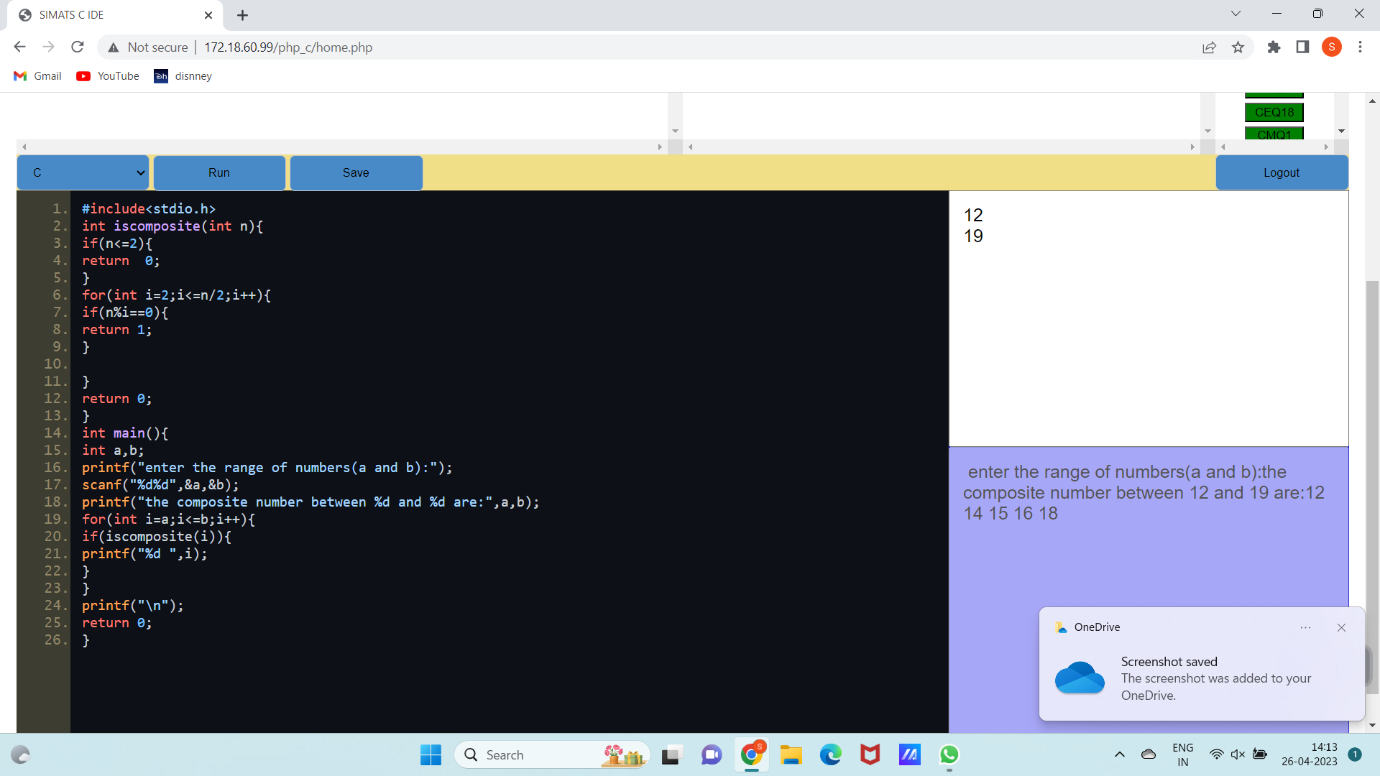 SIMATS C IDE
Not secure
172.18.60.99/php_c/home.php
S
Gmail
YouTube
disnney
CEQ18
CMQ1
C
Run
Save
Logout
1. #include<stdio.h>
2. int iscomposite(int n){
3. if(n<=2){
4. return  0;
5. }
6. for(int i=2;i<=n/2;i++){
7. if(n%i==0){
8. return 1;
9. }
10.
11. }
12. return 0;
13. }
14. int main(){
15. int a,b;
16. printf("enter the range of numbers(a and b):");
17. scanf("%d%d",&a,&b);
18. printf("the composite number between %d and %d are:",a,b);
19. for(int i=a;i<=b;i++){
20. if(iscomposite(i)){
21. printf("%d ",i);
22. }
23. }
24. printf("\n");
25. return 0;
26. }
12
19
enter the range of numbers(a and b):the
composite number between 12 and 19 are:12
14 15 16 18
OneDrive
Screenshot saved
The screenshot was added to your
OneDrive.
Search
S
ENG
IN
14:13
26-04-2023
1